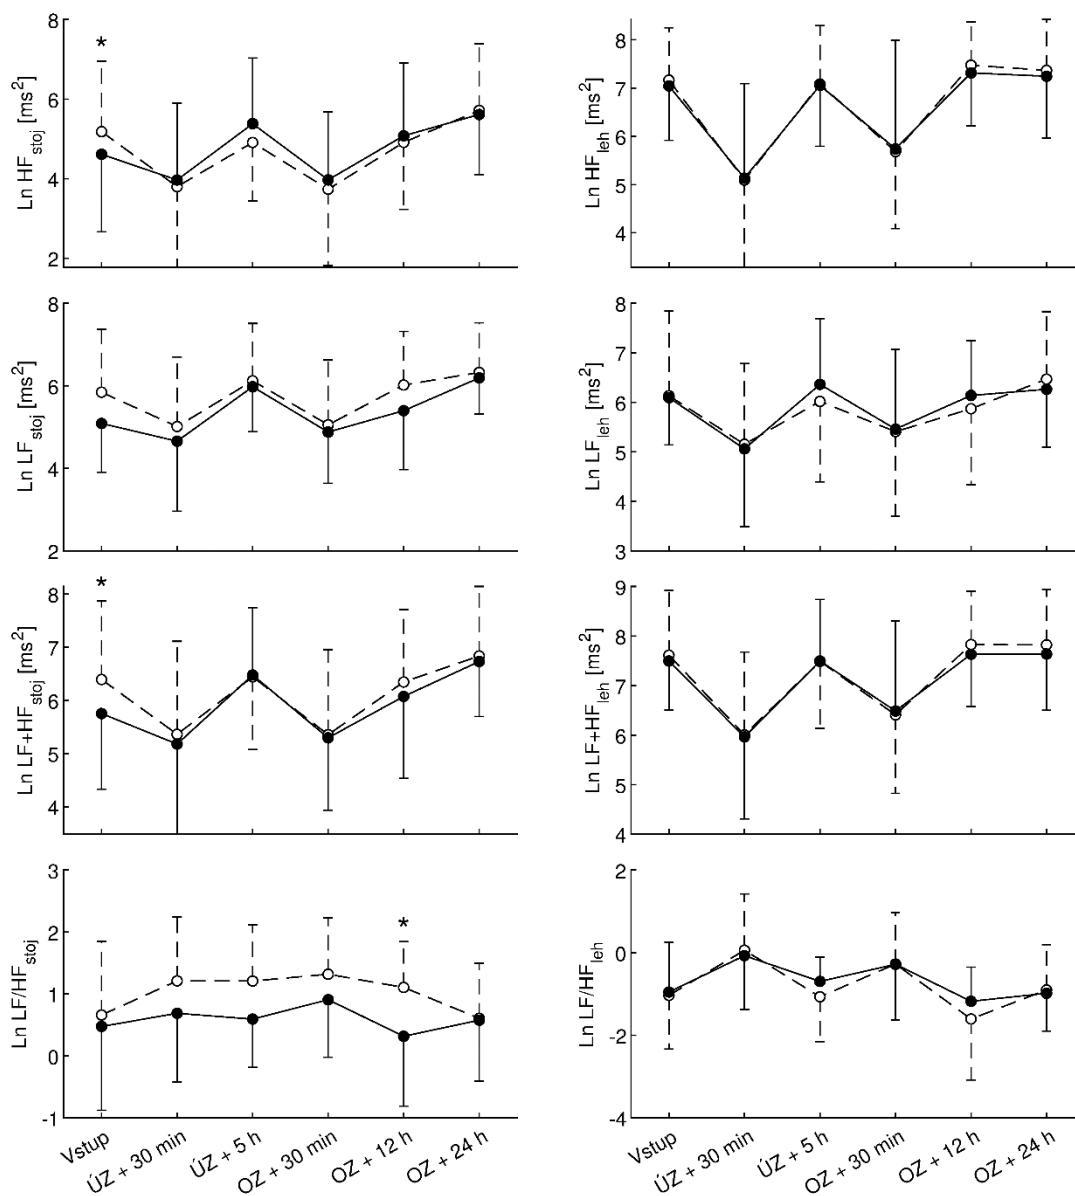 8
6
4
2
Ln HF_stoj [ms²]
*
8
7
6
5
4
Ln HF_leh [ms²]
8
6
4
2
Ln LF_stoj [ms²]
8
7
6
5
4
3
Ln LF_leh [ms²]
8
7
6
5
4
Ln LF+HF_stoj [ms²]
*
9
8
7
6
5
4
Ln LF+HF_leh [ms²]
3
2
1
0
-1
Ln LF/HF_stoj
*
2
0
-2
-4
Ln LF/HF_leh
Vstup
ÚZ + 30 min
ÚZ + 5 h
OZ + 30 min
OZ + 12 h
OZ + 24 h
Vstup
ÚZ + 30 min
ÚZ + 5 h
OZ + 30 min
OZ + 12 h
OZ + 24 h